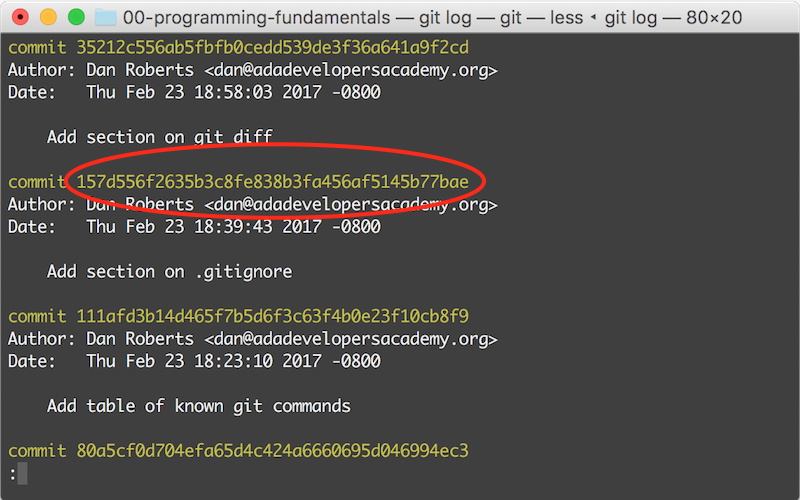 00-programming-fundamentals — git log — git — less ◂ git log — 80×20
commit 35212c556ab5fbfb0cedd539de3f36a641a9f2cd
Author: Dan Roberts <dan@adadevelopersacademy.org>
Date:   Thu Feb 23 18:58:03 2017 -0800
Add section on git diff
commit 157d556f2635b3c8fe838b3fa456af5145b77bae
Author: Dan Roberts <dan@adadevelopersacademy.org>
Date:   Thu Feb 23 18:39:43 2017 -0800
Add section on .gitignore
commit 111afd3b14d465f7b5d6f3c63f4b0e23f10cb8f9
Author: Dan Roberts <dan@adadevelopersacademy.org>
Date:   Thu Feb 23 18:23:10 2017 -0800
Add table of known git commands
commit 80a5cf0d704efa65d4c424a6660695d046994ec3
: